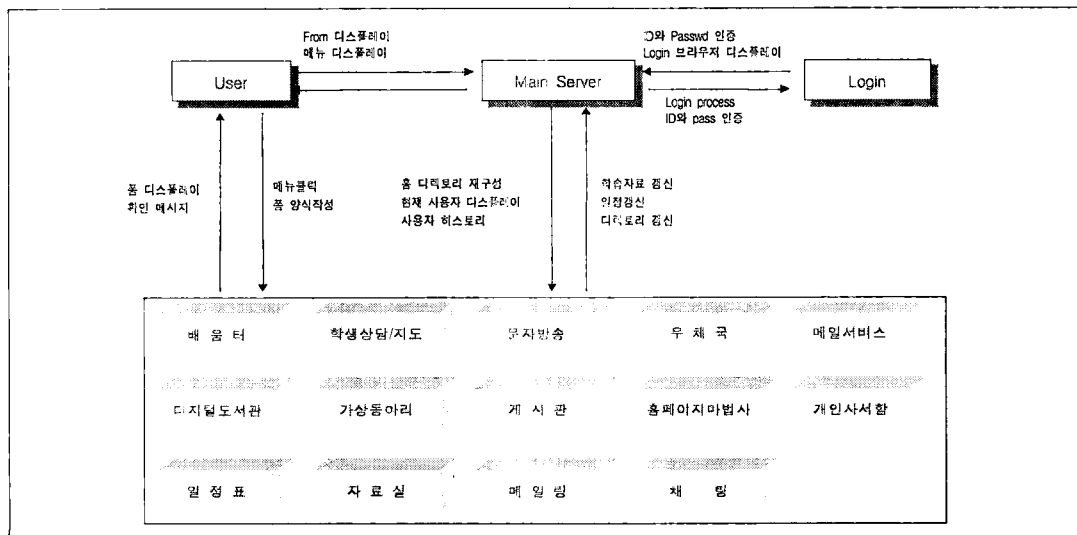 From 디스플레이
메뉴 디스플레이
ID와 Passwd 인증
Login 브라우저 디스플레이
User
Main Server
Login
Login process
ID와 pass 인증
폼 디스플레이
확인 메시지
메뉴클릭
폼 양식작성
홈 디렉토리 재구성
현재 사용자 디스플레이
사용자 히스토리
학습자료 갱신
일정갱신
디렉토리 갱신
배 움 터 학생상담/지도 문자방송 우 체 국 메일서비스
디지털도서관 가상동아리 게 시 판 홈페이지마법사 개인사서함
일 정 표 자 료 실 메 일 링 채 팅